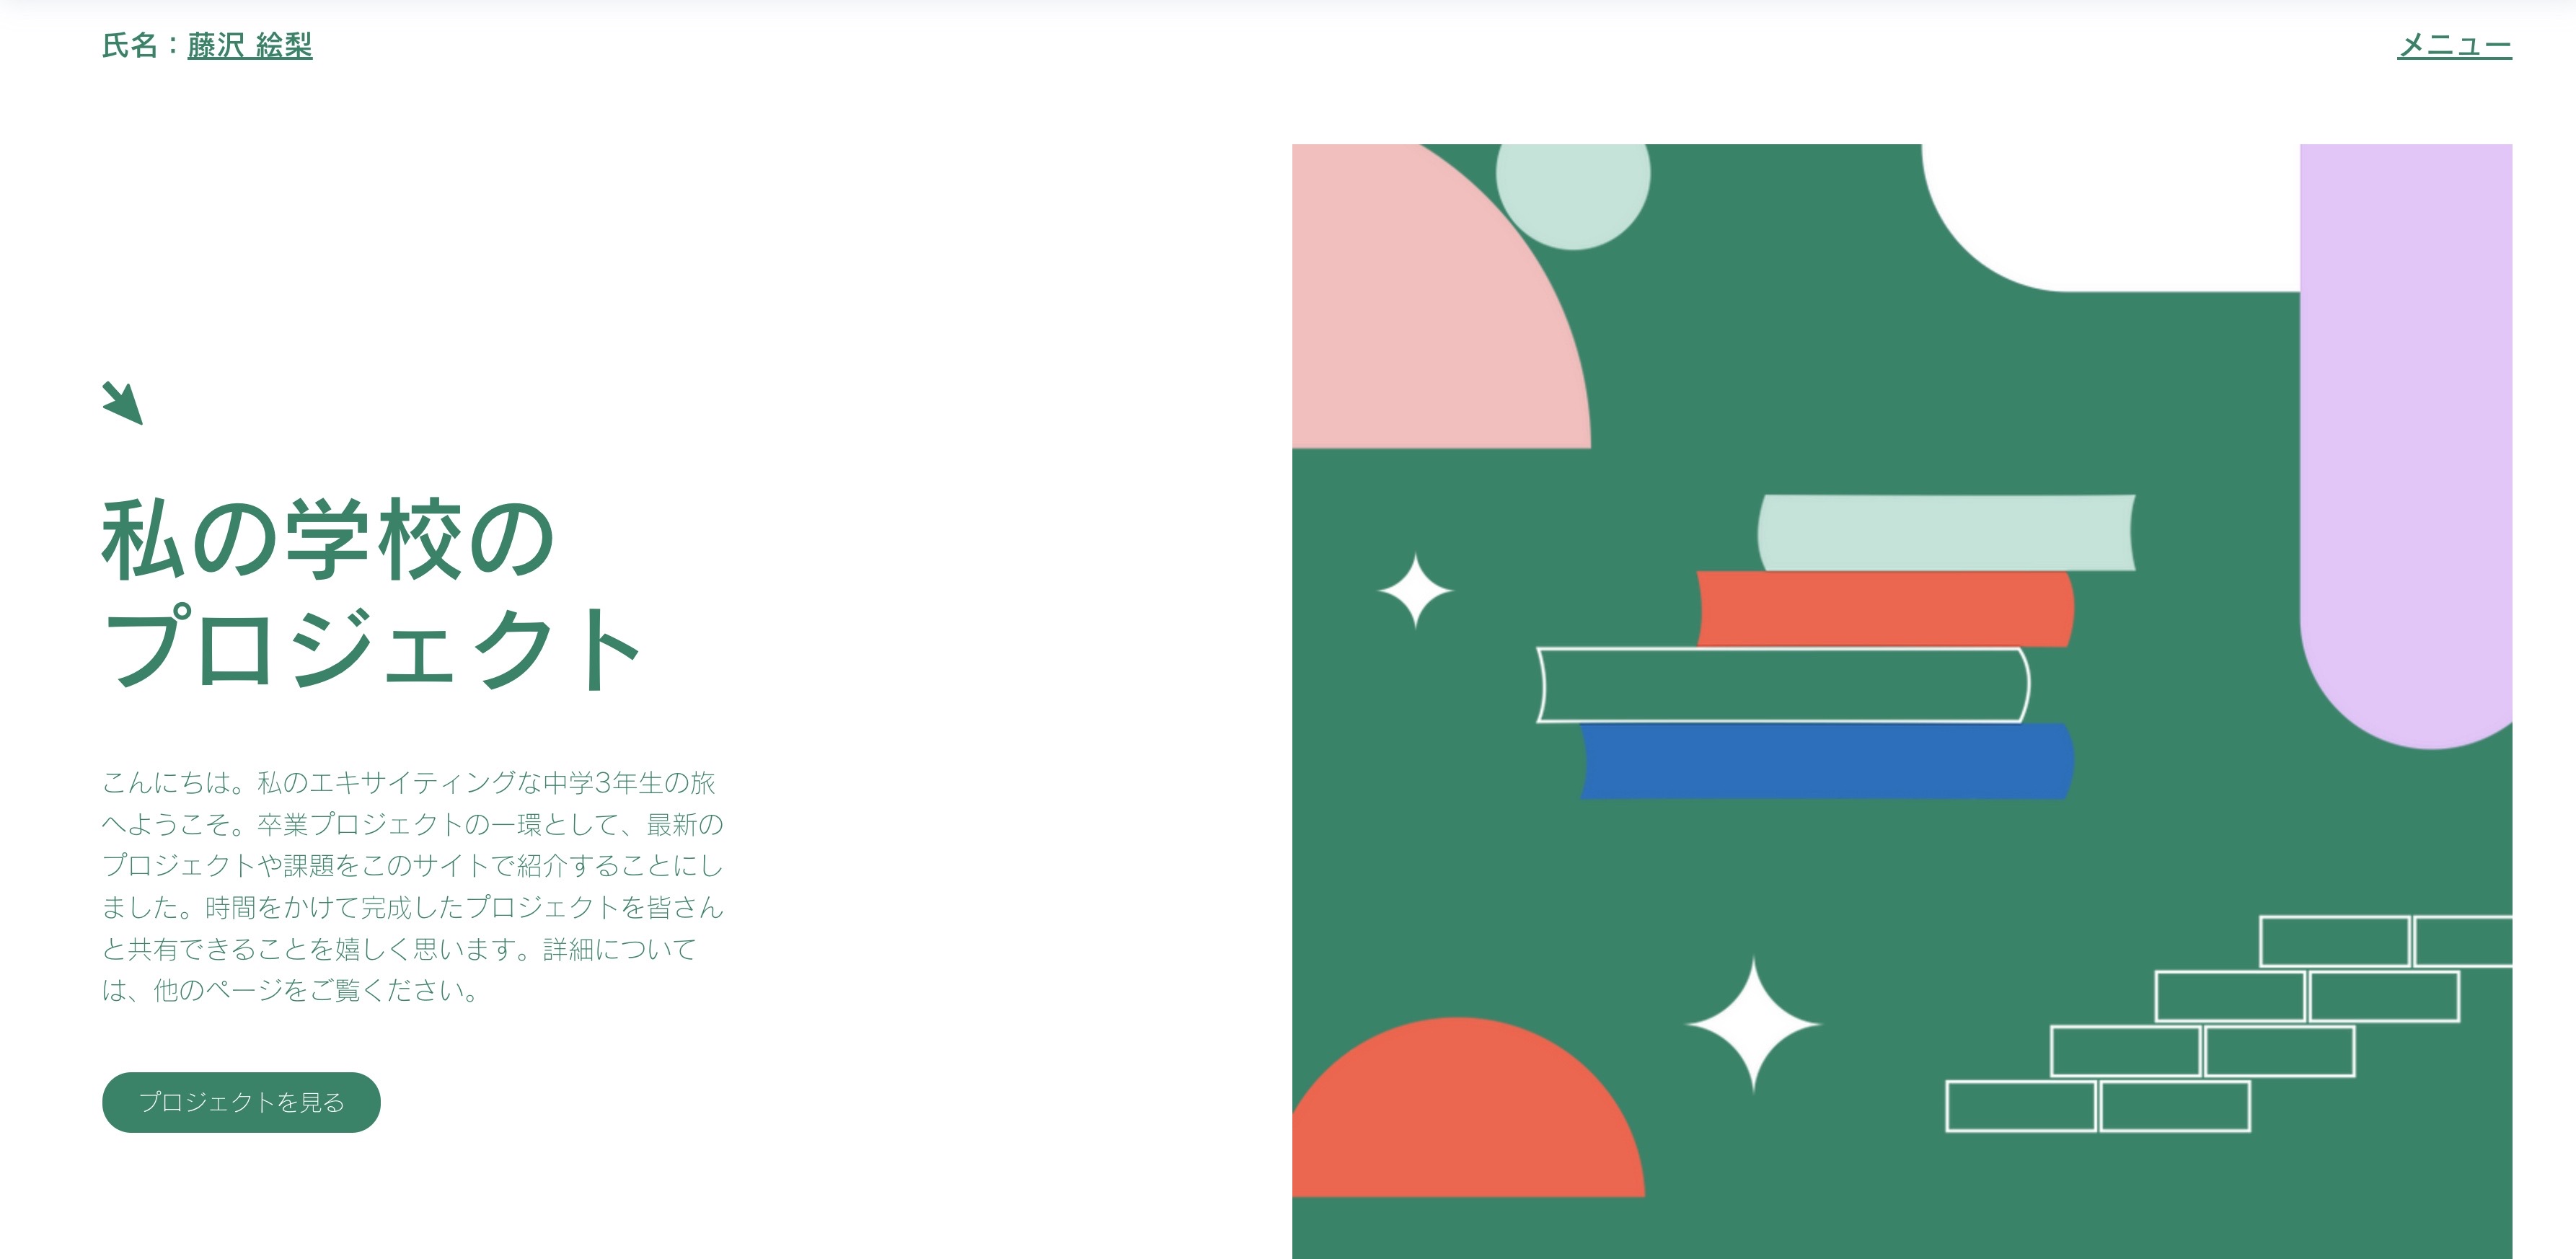 氏名：藤沢 絵梨
メニュー
私の学校の
プロジェクト
こんにちは。私のエキサイティングな中学3年生の旅
へようこそ。卒業プロジェクトの一環として、最新の
プロジェクトや課題をこのサイトで紹介することにし
ました。時間をかけて完成したプロジェクトを皆さん
と共有できることを嬉しく思います。詳細について
は、他のページをご覧ください。
プロジェクトを見る